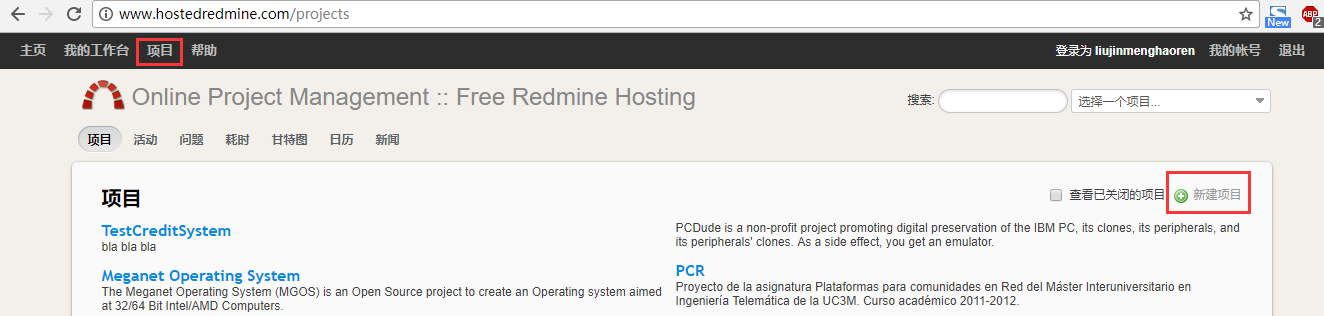 www.hostedredmine.com/projects
New
ABP
2
主页 我的工作台 项目 帮助 登录为 liujinmenghaoren 我的帐号 退出
Online Project Management :: Free Redmine Hosting
搜索: 选择一个项目...
项目 活动 问题 耗时 甘特图 日历 新闻
项目
查看已关闭的项目 新建项目
TestCreditSystem
bla bla bla
Meganet Operating System
The Meganet Operating System (MGOS) is an Open Source project to create an Operating system aimed
at 32/64 Bit Intel/AMD Computers.
PCDude is a non-profit project promoting digital preservation of the IBM PC, its clones, its peripherals, and
its peripherals' clones. As a side effect, you get an emulator.
PCR
Proyecto de la asignatura Plataformas para comunidades en Red del Máster Interuniversitario en
Ingeniería Telemática de la UC3M. Curso académico 2011-2012.